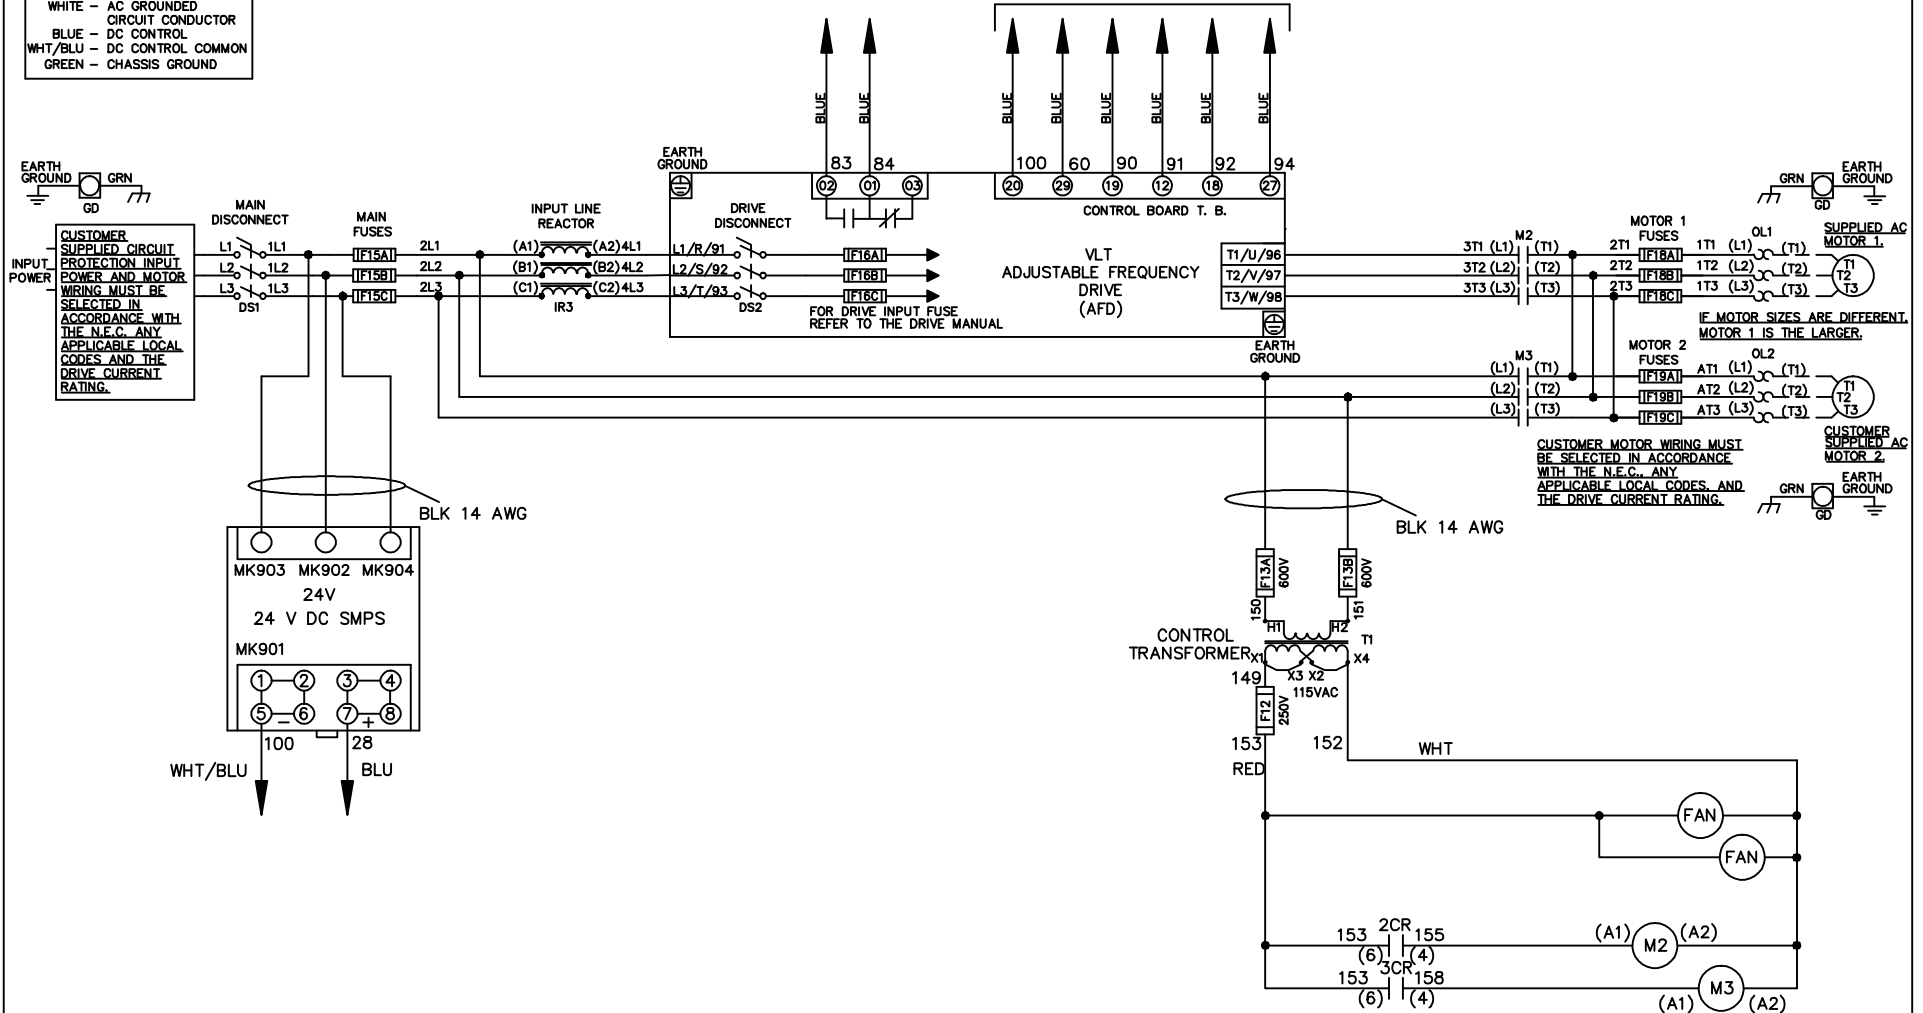 WHITE – AC GROUNDED
CIRCUIT CONDUCTOR
BLUE – DC CONTROL
WHT/BLU – DC CONTROL COMMON
GREEN – CHASSIS GROUND
BLUE
BLUE
BLUE
BLUE
BLUE
BLUE
BLUE
BLUE
83
84
100
60
90
91
92
94
EARTH
GROUND
02
01
03
20
29
19
12
18
27
CONTROL BOARD T. B.
EARTH
GROUND
GRN
GD
INPUT
POWER
CUSTOMER
SUPPLIED CIRCUIT
PROTECTION INPUT
POWER AND MOTOR
WIRING MUST BE
SELECTED IN
ACCORDANCE WITH
THE N.E.C. ANY
APPLICABLE LOCAL
CODES AND THE
DRIVE CURRENT
RATING.
MAIN
DISCONNECT
L1
1L1
L2
1L2
L3
1L3
DS1
MAIN
FUSES
F15A
F15B
F15C
2L1
2L2
2L3
INPUT LINE
REACTOR
(A1)
(A2)4L1
(B1)
(B2)4L2
(C1)
(C2)4L3
IR3
L1/R/91
L2/S/92
L3/T/93
DRIVE
DISCONNECT
DS2
F16A
F16B
F16C
FOR DRIVE INPUT FUSE
REFER TO THE DRIVE MANUAL
VLT
ADJUSTABLE FREQUENCY
DRIVE
(AFD)
T1/U/96
T2/V/97
T3/W/98
EARTH
GROUND
M2
3T1 (L1)
(T1)
3T2 (L2)
(T2)
3T3 (L3)
(T3)
MOTOR 1
FUSES
2T1
F18A
1T1
(L1)
(T1)
2T2
F18B
1T2
(L2)
(T2)
2T3
F18C
1T3
(L3)
(T3)
OL1
GRN
GD
EARTH
GROUND
SUPPLIED AC
MOTOR 1.
T1
T2
T3
IF MOTOR SIZES ARE DIFFERENT,
MOTOR 1 IS THE LARGER.
M3
(L1)
(T1)
(L2)
(T2)
(L3)
(T3)
MOTOR 2
FUSES
F19A
AT1
(L1)
(T1)
F19B
AT2
(L2)
(T2)
F19C
AT3
(L3)
(T3)
OL2
T1
T2
T3
CUSTOMER
SUPPLIED AC
MOTOR 2.
CUSTOMER MOTOR WIRING MUST
BE SELECTED IN ACCORDANCE
WITH THE N.E.C., ANY
APPLICABLE LOCAL CODES, AND
THE DRIVE CURRENT RATING.
GRN
GD
EARTH
GROUND
BLK 14 AWG
MK903
MK902
MK904
24V
24 V DC SMPS
MK901
1
2
3
4
5
–
6
7
+
8
100
28
WHT/BLU
BLU
BLK 14 AWG
F13A
600V
F13B
600V
150
151
H1
H2
T1
CONTROL
TRANSFORMER
X1
X4
X3
X2
149
115VAC
F12
250V
153
152
RED
WHT
FAN
FAN
2CR
153
155
(6)
(4)
(A1)
M2
(A2)
3CR
153
158
(6)
(4)
(A1)
M3
(A2)